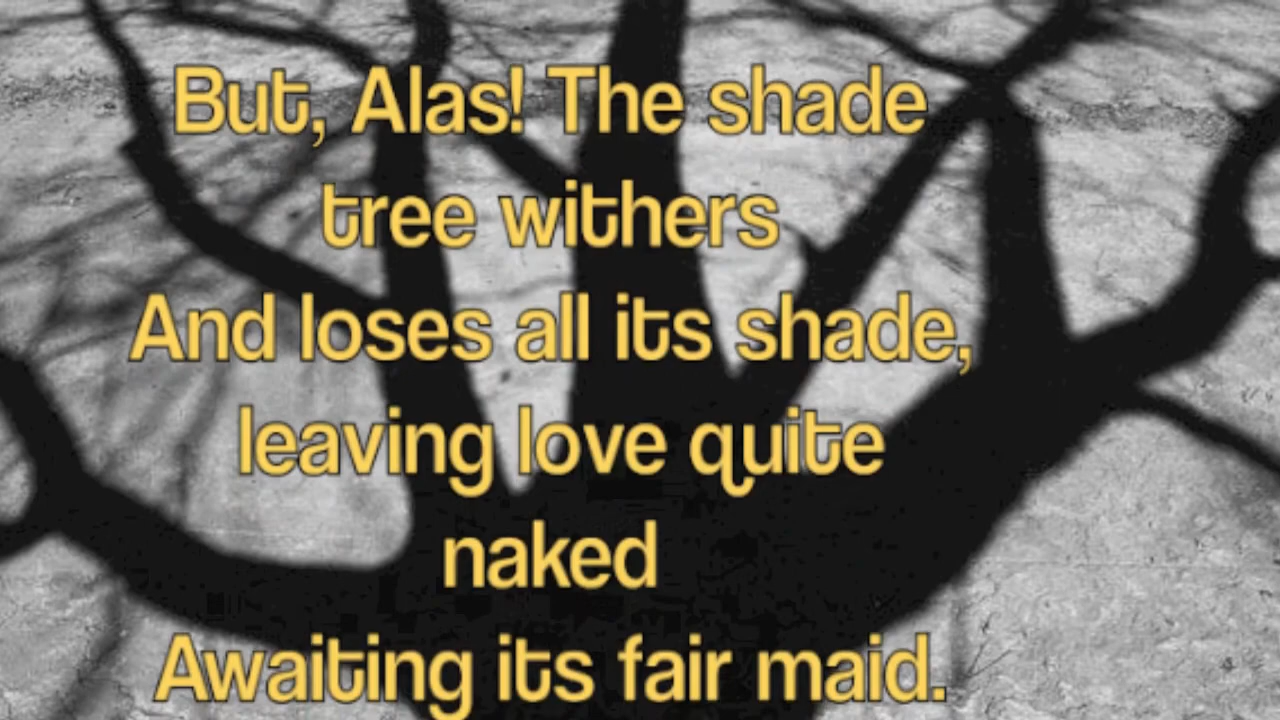 But, Alas! The shade
tree withers
And loses all its shade,
leaving love quite
naked
Awaiting its fair maid.